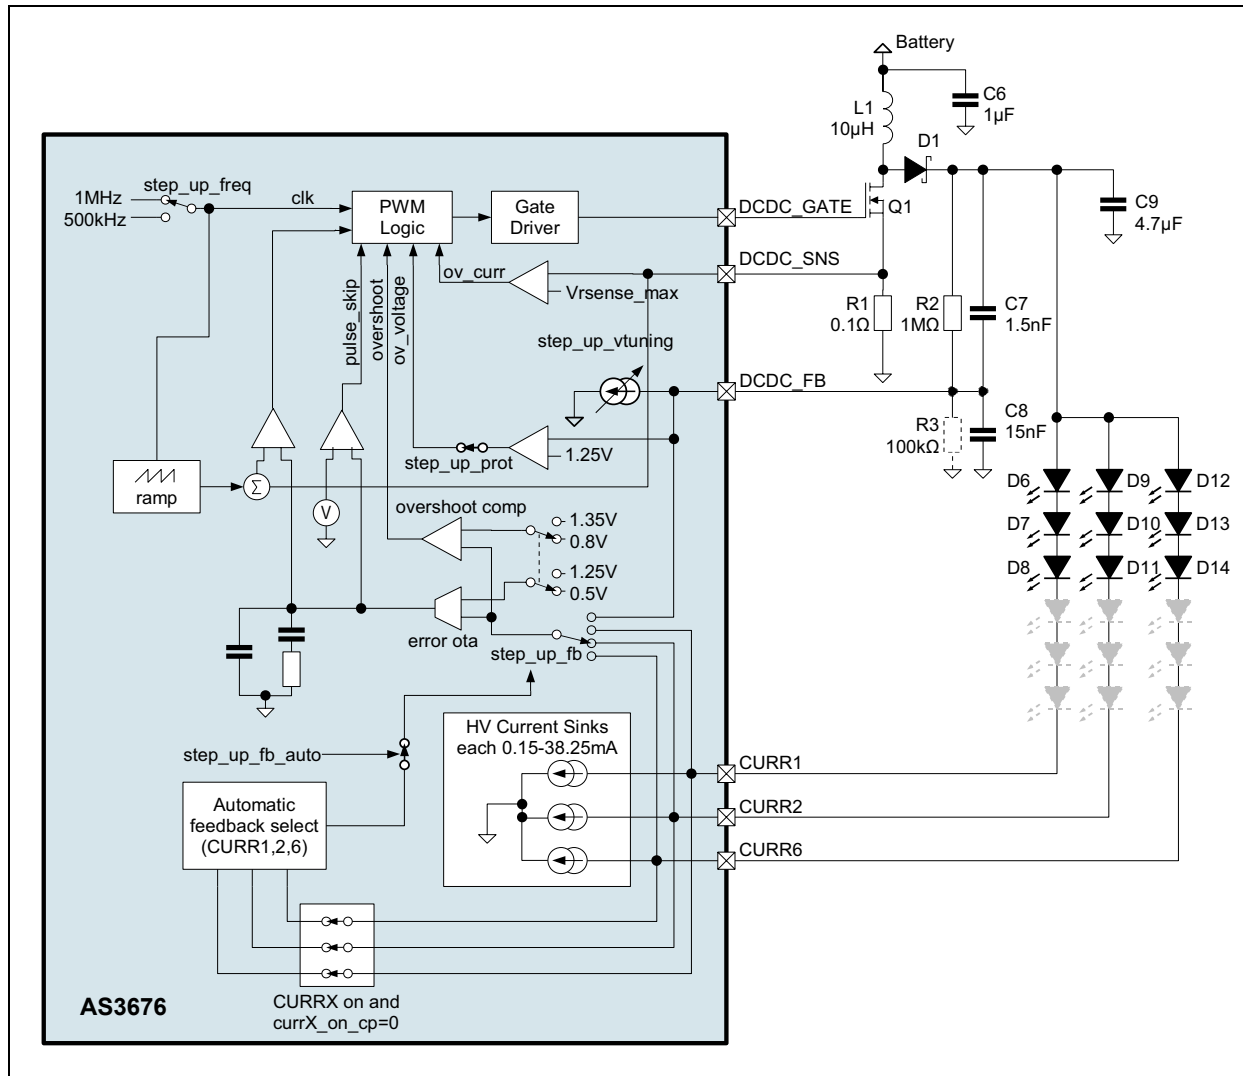 Battery
C6
1µF
L1
10µH
D1
step_up_freq
1MHz
500kHz
clk
PWM
Logic
Gate
Driver
DCDC_GATE
Q1
C9
4.7µF
DCDC_SNS
ov_curr
Vrsense_max
pulse_skip
overshoot
ov_voltage
R1
0.1Ω
R2
1MΩ
C7
1.5nF
step_up_vtuning
DCDC_FB
R3
100kΩ
C8
15nF
step_up_prot
1.25V
ramp
Σ
V
overshoot comp
1.35V
0.8V
1.25V
0.5V
error ota
step_up_fb
D6
D9
D12
D7
D10
D13
D8
D11
D14
HV Current Sinks
each 0.15-38.25mA
step_up_fb_auto
CURR1
CURR2
CURR6
Automatic
feedback select
(CURR1,2,6)
AS3676
CURRX on and
currX_on_cp=0